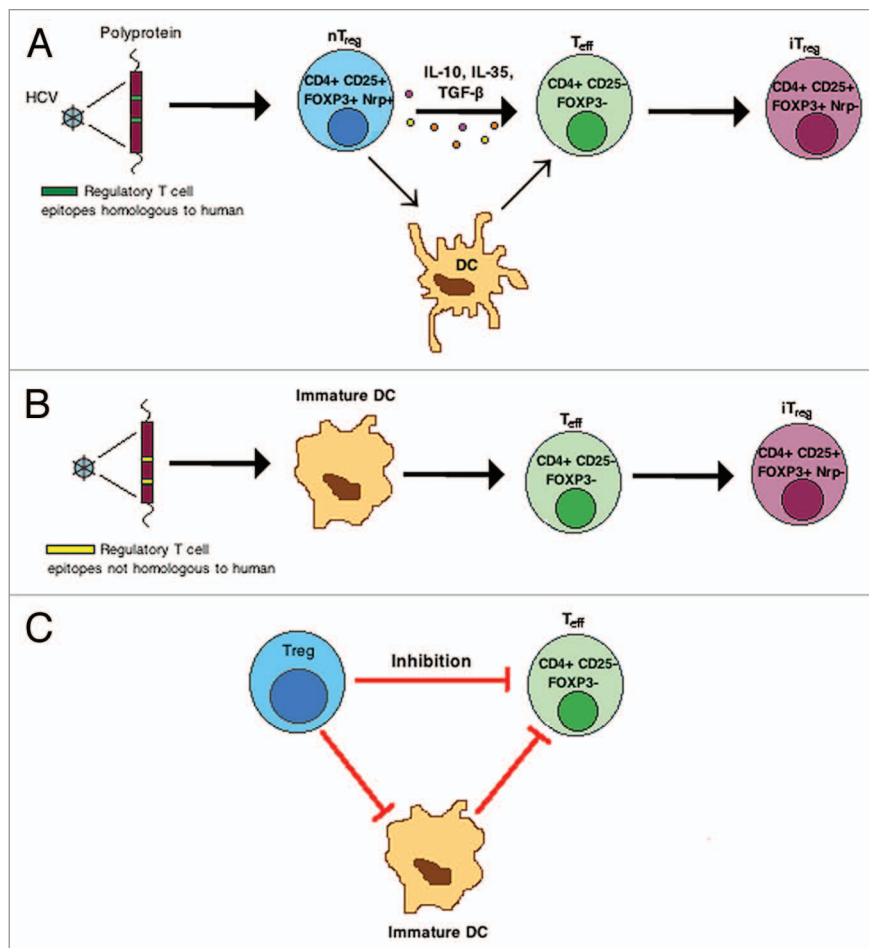 A
Polyprotein
HCV
Regulatory T cell
epitopes homologous to human
nTreg
CD4+ CD25+
FOXP3+ Nrp+
IL-10, IL-35,
TGF-β
Teff
CD4+ CD25-
FOXP3-
iTreg
CD4+ CD25+
FOXP3+ Nrp-
DC
B
Regulatory T cell
epitopes not homologous to human
Immature DC
Teff
CD4+ CD25-
FOXP3-
iTreg
CD4+ CD25+
FOXP3+ Nrp-
C
Treg
Inhibition
Teff
CD4+ CD25-
FOXP3-
Immature DC